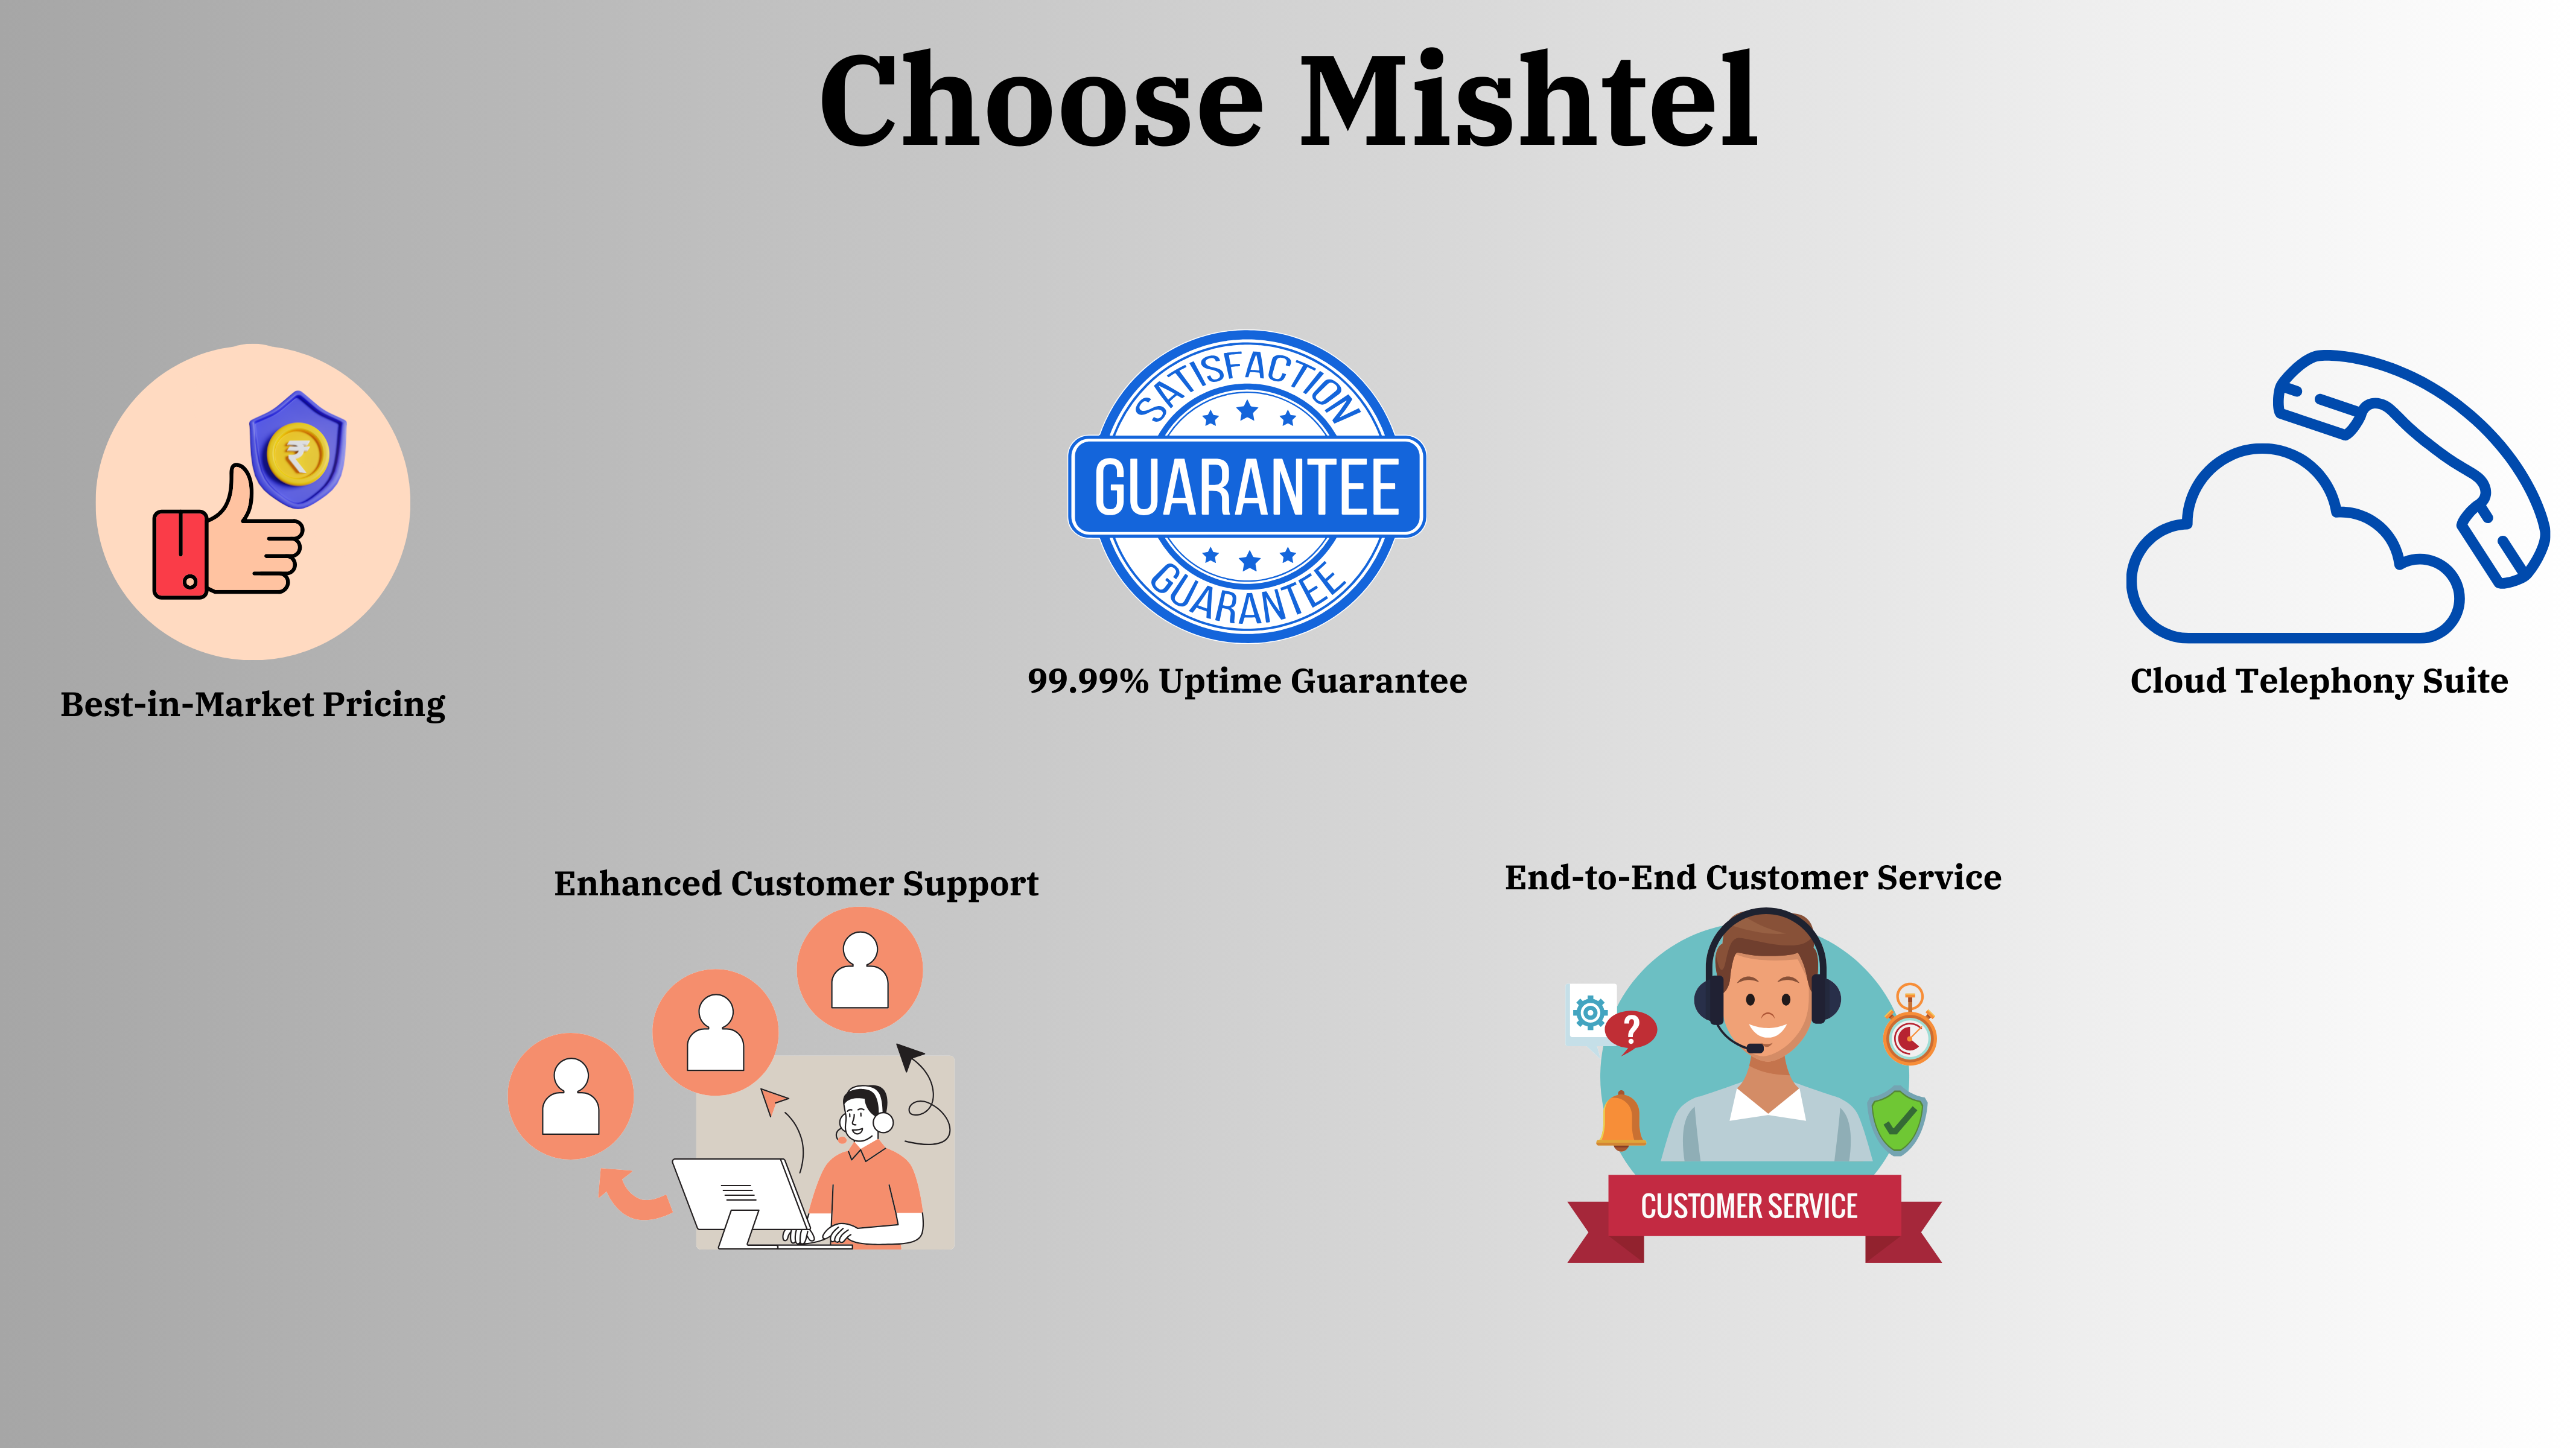 Choose Mishtel
SATISFACTION
GUARANTEE
GUARANTEE
₹
Best-in-Market Pricing
99.99% Uptime Guarantee
Cloud Telephony Suite
Enhanced Customer Support
End-to-End Customer Service
?
CUSTOMER SERVICE